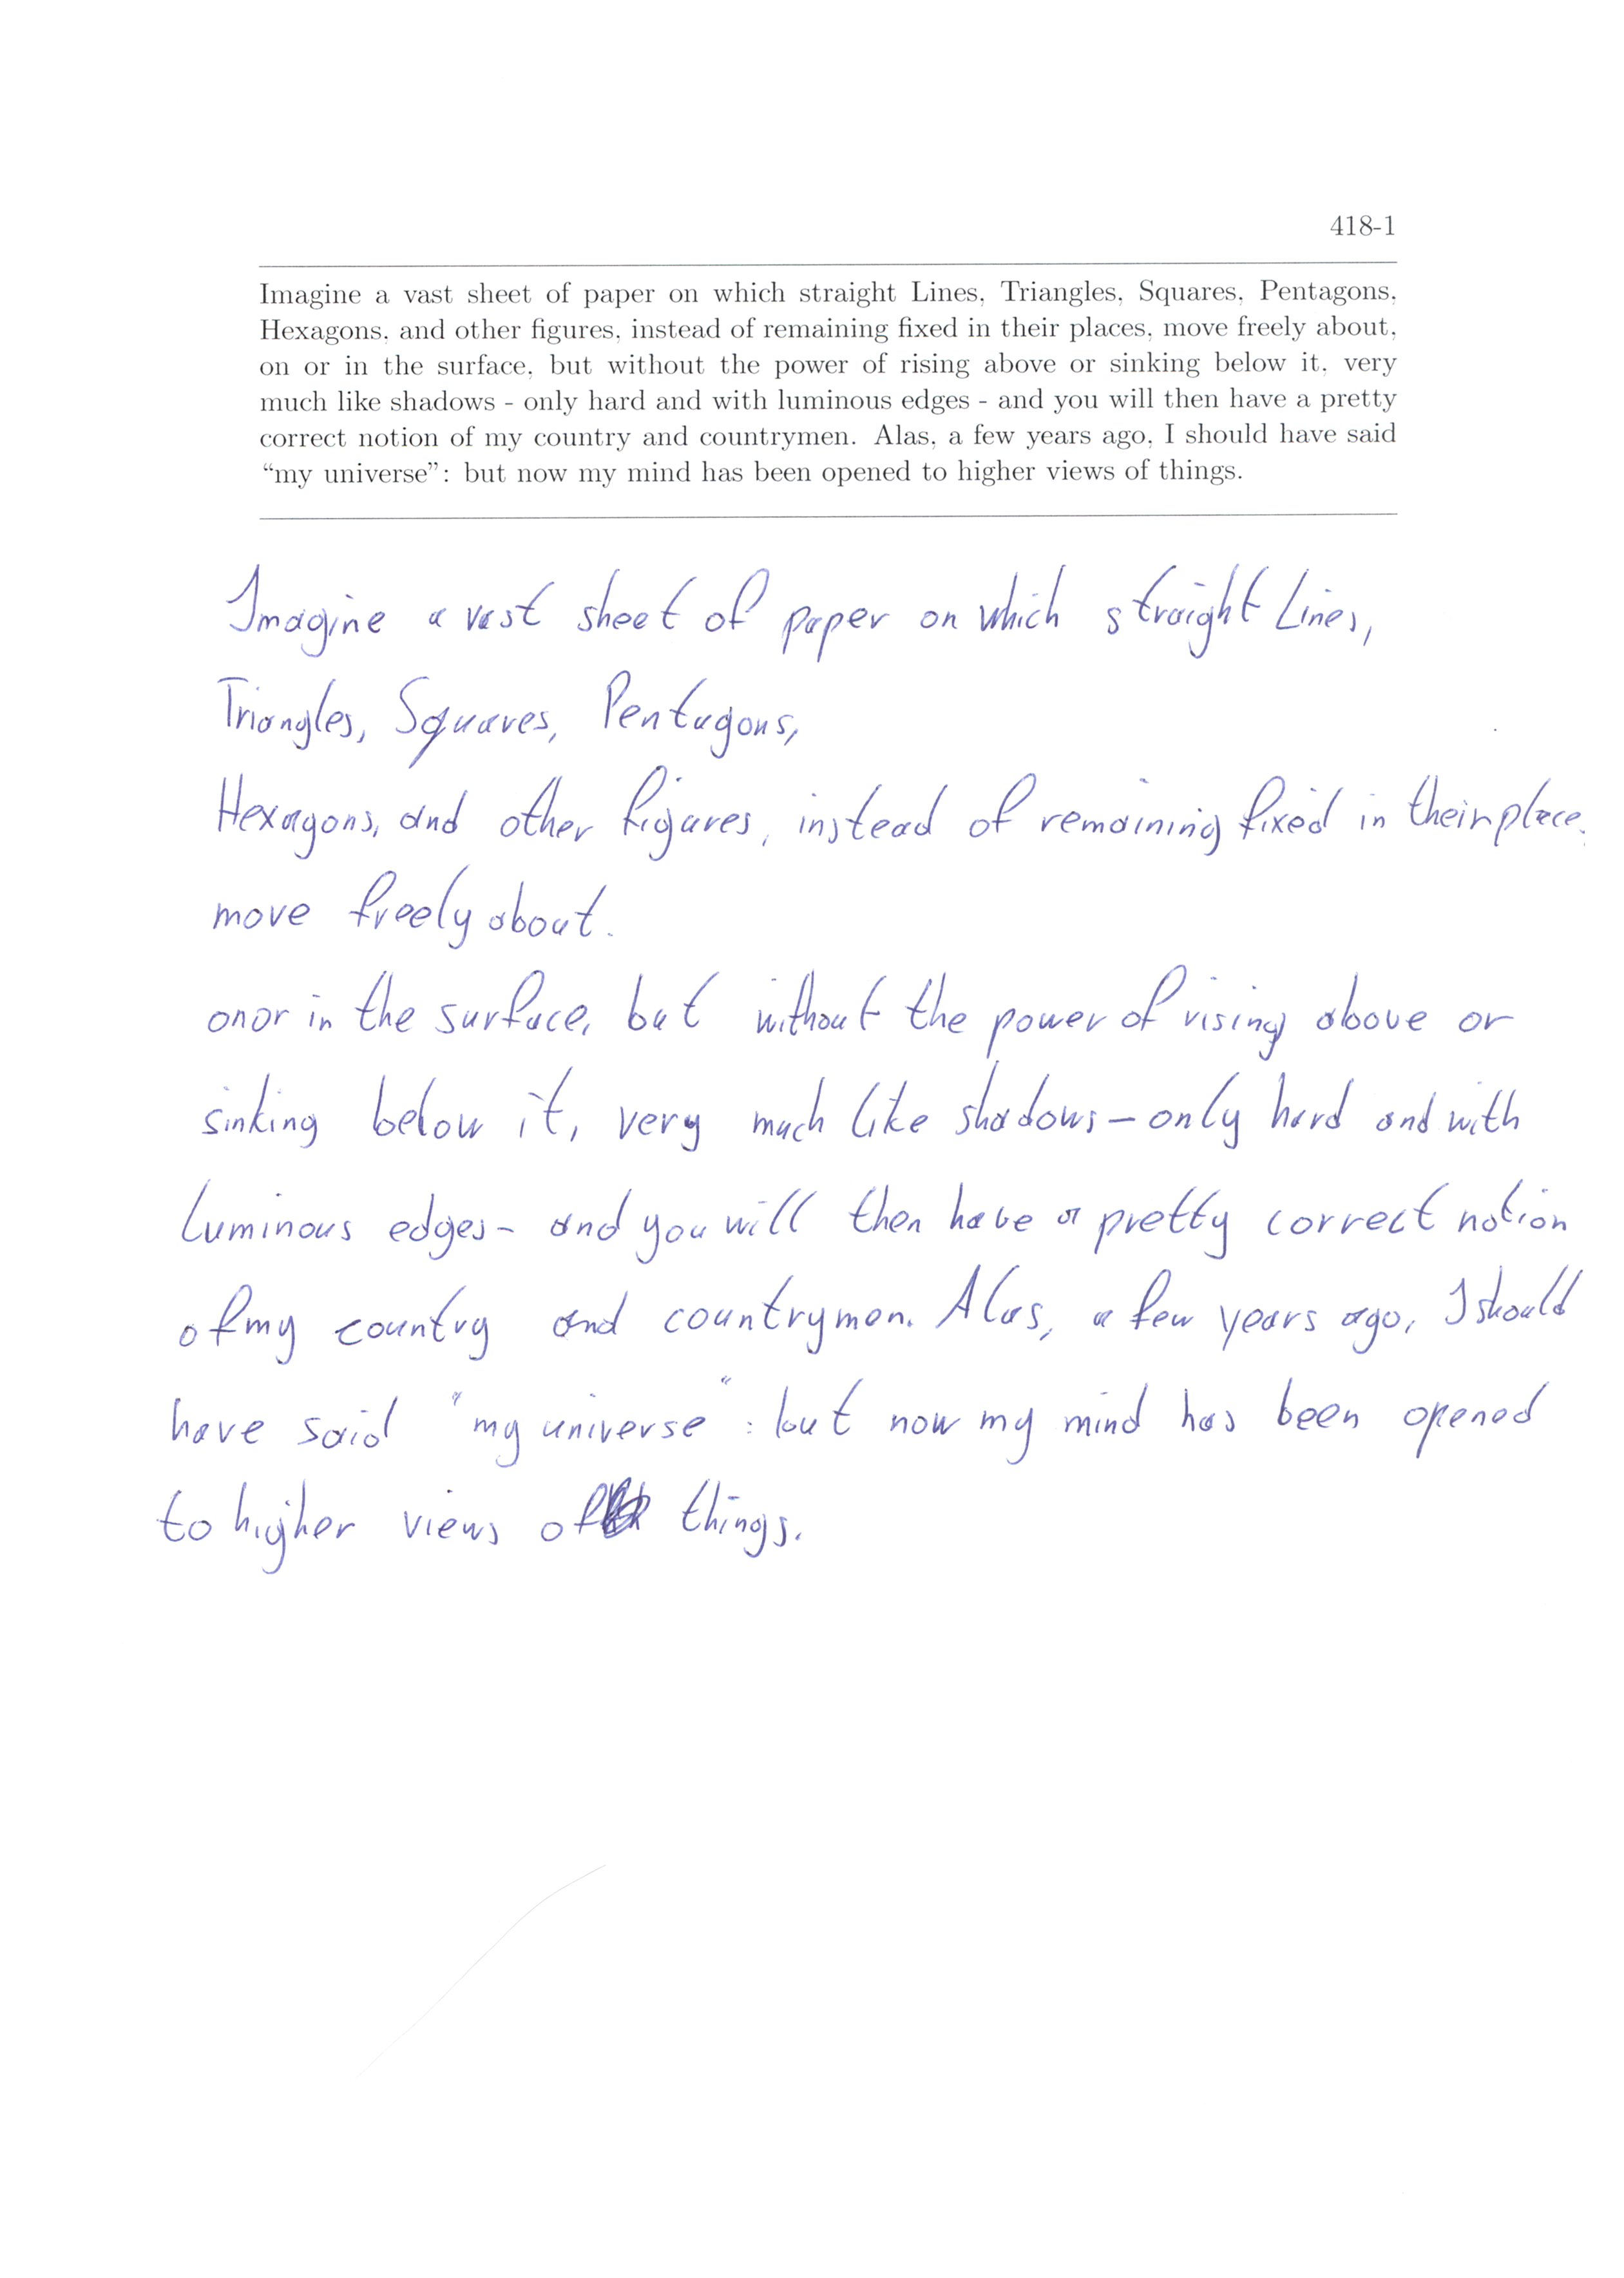 418-1
Imagine a vast sheet of paper on which straight Lines, Triangles, Squares, Pentagons,
Hexagons, and other figures, instead of remaining fixed in their places, move freely about,
on or in the surface, but without the power of rising above or sinking below it, very
much like shadows - only hard and with luminous edges - and you will then have a pretty
correct notion of my country and countrymen. Alas, a few years ago, I should have said
“my universe”: but now my mind has been opened to higher views of things.
Imagine a vast sheet of paper on which straight Lines,
Triangles, Squares, Pentagons,
Hexagons, and other figures, instead of remaining fixed in their place,
move freely about.
on or in the surface, but without the power of rising above or
sinking below it, very much like shadows – only hard and with
luminous edges – and you will then have a pretty correct notion
of my country and countrymen. Alas, a few years ago, I should
have said "my universe": but now my mind has been opened
to higher views of things.